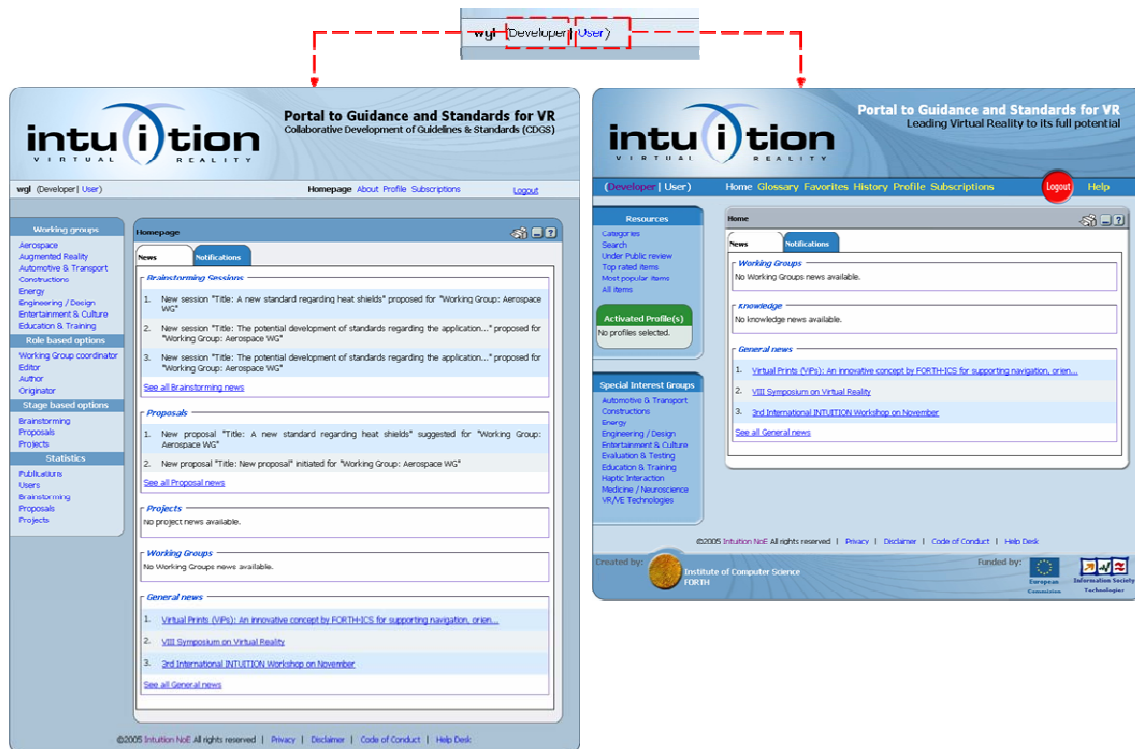 wgl (Developer | User)
intuition
VIRTUAL REALITY
Portal to Guidance and Standards for VR
Collaborative Development of Guidelines & Standards (CDGS)
wgl (Developer | User)
Homepage About Profile Subscriptions
Logout
Working groups
Aerospace
Augmented Reality
Automotive & Transport
Constructions
Energy
Engineering / Design
Entertainment & Culture
Education & Training
Role based options
Working Group coordinator
Editor
Author
Originator
Stage based options
Brainstorming
Proposals
Projects
Statistics
Publications
Users
Brainstorming
Proposals
Projects
Homepage
?
News
Notifications
Brainstorming Sessions
1. New session "Title: A new standard regarding heat shields" proposed for "Working Group: Aerospace
WG"
2. New session "Title: The potential development of standards regarding the application..." proposed for
"Working Group: Aerospace WG"
3. New session "Title: The potential development of standards regarding the application..." proposed for
"Working Group: Aerospace WG"
See all Brainstorming news
Proposals
1. New proposal "Title: A new standard regarding heat shields" suggested for "Working Group:
Aerospace WG"
2. New proposal "Title: New proposal" initiated for "Working Group: Aerospace WG"
See all Proposal news
Projects
No project news available.
Working Groups
No Working Groups news available.
General news
1. Virtual Prints (ViPs): An innovative concept by FORTH-ICS for supporting navigation, orien...
2. VIII Symposium on Virtual Reality
3. 3rd International INTUITION Workshop on November
See all General news
©2005 Intuition NoE All rights reserved | Privacy | Disclaimer | Code of Conduct | Help Desk
intuition
VIRTUAL REALITY
Portal to Guidance and Standards for VR
Leading Virtual Reality to its full potential
(Developer | User)
Home Glossary Favorites History Profile Subscriptions
Logout
Help
Resources
Categories
Search
Under Public review
Top rated items
Most popular items
All items
Activated Profile(s)
No profiles selected.
Special Interest Groups
Automotive & Transport
Constructions
Energy
Engineering / Design
Entertainment & Culture
Evaluation & Testing
Education & Training
Haptic Interaction
Medicine / Neuroscience
VR/VE Technologies
Home
?
News
Notifications
Working Groups
No Working Groups news available.
Knowledge
No knowledge news available.
General news
1. Virtual Prints (ViPs): An innovative concept by FORTH-ICS for supporting navigation, orien...
2. VIII Symposium on Virtual Reality
3. 3rd International INTUITION Workshop on November
See all General news
©2005 Intuition NoE All rights reserved | Privacy | Disclaimer | Code of Conduct | Help Desk
Created by:
Institute of Computer Science
FORTH
Funded by:
European
Commission
Information Society
Technologies